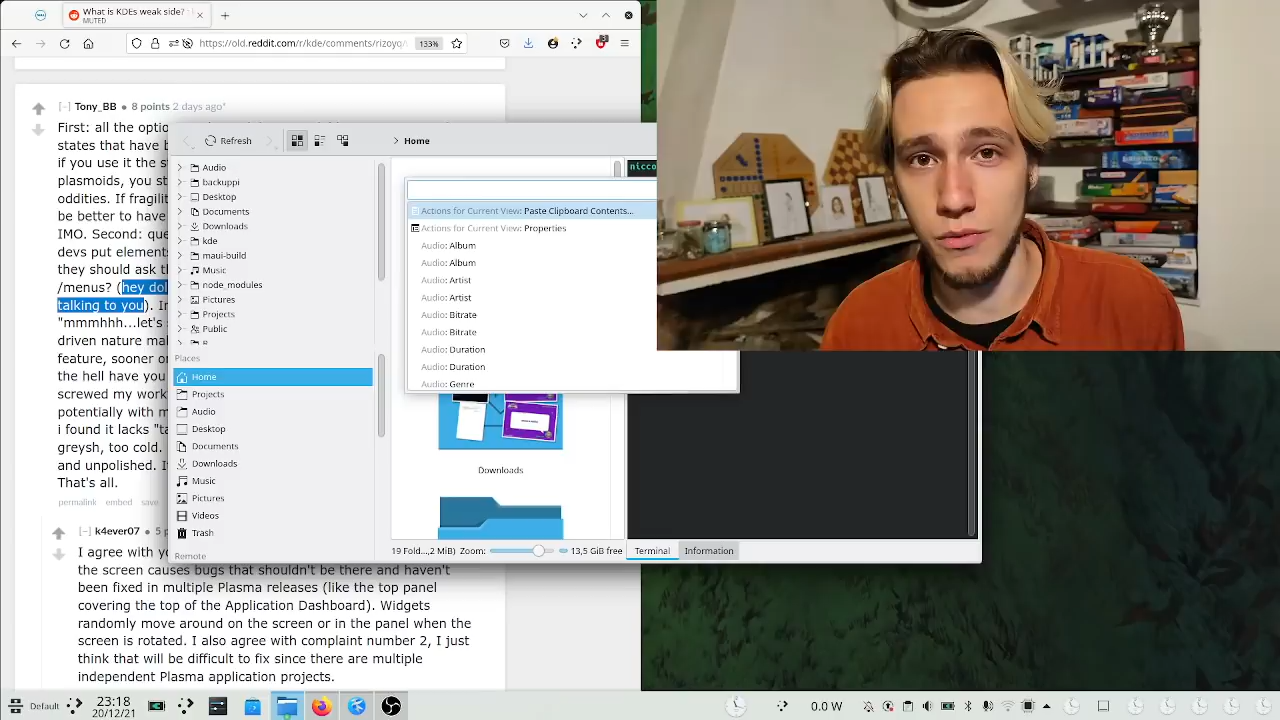 What is KDEs weak side?
MUTED
https://old.reddit.com/r/kde/comments/rizoyo/
133%
[–] Tony_BB ● 8 points 2 days ago*
First: all the optio
states that have b
if you use it the s
plasmoids, you st
oddities. If fragilit
be better to have
IMO. Second: que
devs put element
they should ask t
/menus? (hey dol
talking to you). I
"mmmhhh...let's
driven nature ma
feature, sooner o
the hell have you
screwed my work
potentially with m
i found it lacks "ta
greysh, too cold.
and unpolished. I
That's all.
permalink embed save
[–] k4ever07 ● 5 p
I agree with yo
the screen causes bugs that shouldn't be there and haven't
been fixed in multiple Plasma releases (like the top panel
covering the top of the Application Dashboard). Widgets
randomly move around on the screen or in the panel when the
screen is rotated. I also agree with complaint number 2, I just
think that will be difficult to fix since there are multiple
independent Plasma application projects.
Refresh
Home
Audio
backuppi
Desktop
Documents
Downloads
kde
maui-build
Music
node_modules
Pictures
Projects
Public
Places
Home
Projects
Audio
Desktop
Documents
Downloads
Music
Pictures
Videos
Trash
Remote
nicco
Actions for Current View: Paste Clipboard Contents...
Actions for Current View: Properties
Audio: Album
Audio: Album
Audio: Artist
Audio: Artist
Audio: Bitrate
Audio: Bitrate
Audio: Duration
Audio: Duration
Audio: Genre
Downloads
19 Fold...,2 MiB) Zoom: 13,5 GiB free
Terminal Information
Default
23:18
20/12/21
0.0 W